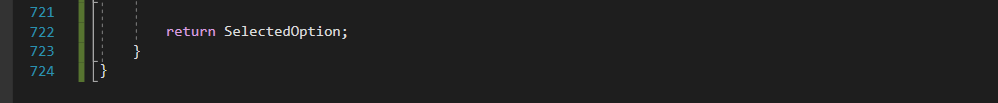 721
722 return SelectedOption;
723 }
724 }